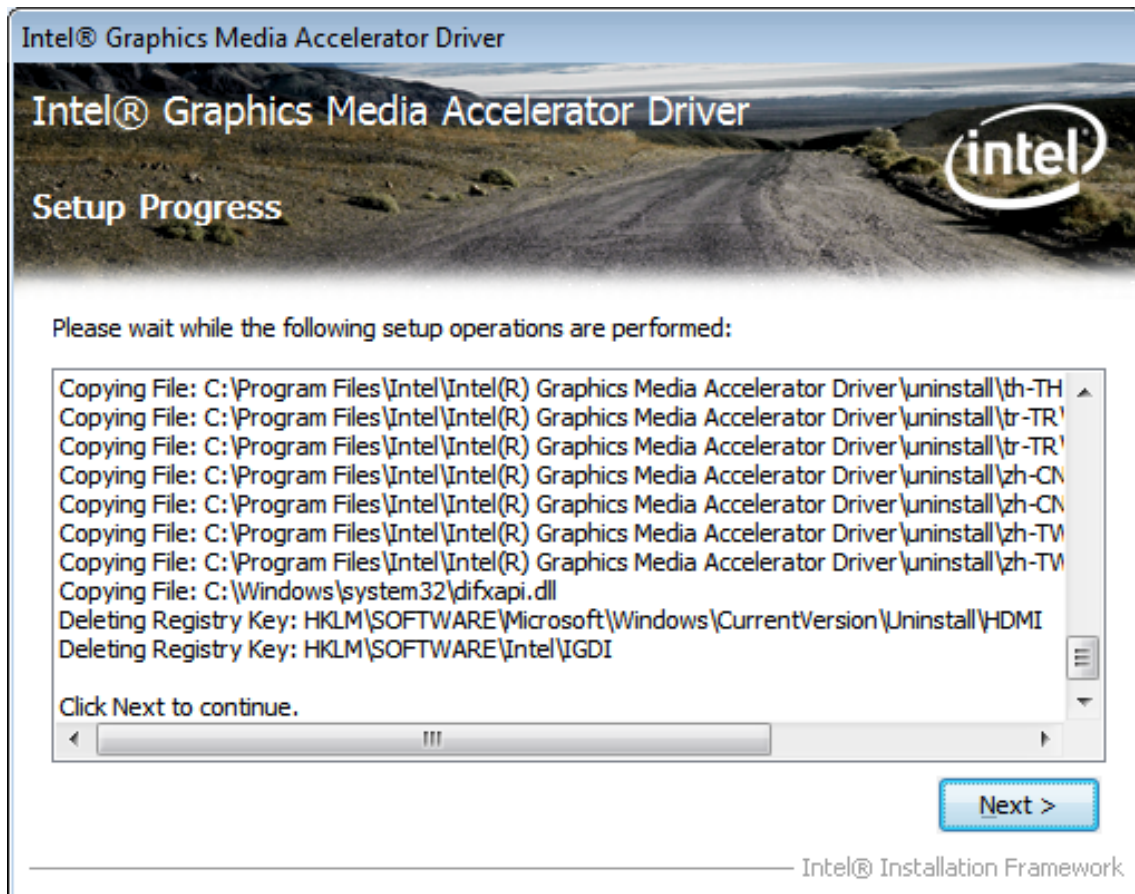 Intel® Graphics Media Accelerator Driver
Intel® Graphics Media Accelerator Driver
intel
Setup Progress
Please wait while the following setup operations are performed:
Copying File: C:\Program Files\Intel\Intel(R) Graphics Media Accelerator Driver\uninstall\th-TH
Copying File: C:\Program Files\Intel\Intel(R) Graphics Media Accelerator Driver\uninstall\tr-TR\
Copying File: C:\Program Files\Intel\Intel(R) Graphics Media Accelerator Driver\uninstall\tr-TR\
Copying File: C:\Program Files\Intel\Intel(R) Graphics Media Accelerator Driver\uninstall\zh-CN
Copying File: C:\Program Files\Intel\Intel(R) Graphics Media Accelerator Driver\uninstall\zh-CN
Copying File: C:\Program Files\Intel\Intel(R) Graphics Media Accelerator Driver\uninstall\zh-TW
Copying File: C:\Program Files\Intel\Intel(R) Graphics Media Accelerator Driver\uninstall\zh-TW
Copying File: C:\Windows\system32\difxapi.dll
Deleting Registry Key: HKLM\SOFTWARE\Microsoft\Windows\CurrentVersion\Uninstall\HDMI
Deleting Registry Key: HKLM\SOFTWARE\Intel\IGDI
Click Next to continue.
Next >
Intel® Installation Framework